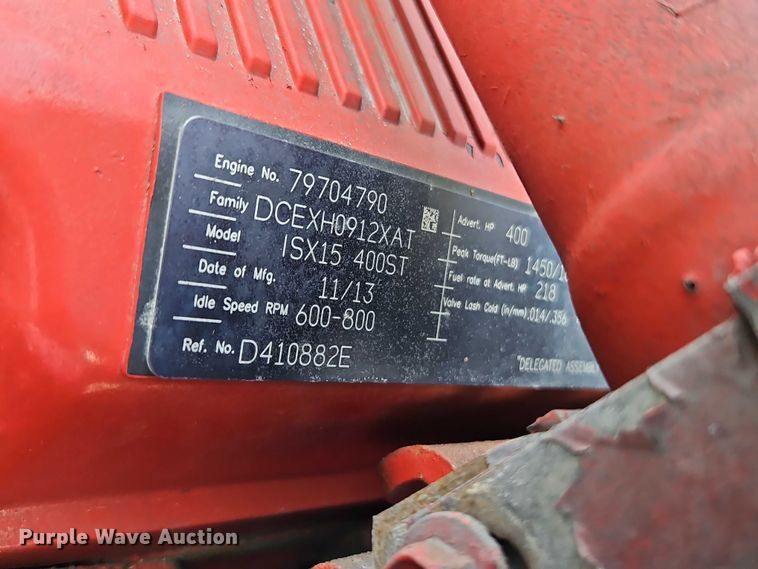 Engine No. 79704790
Family DCEXH0912XAT
Model ISX15 400ST
Date of Mfg. 11/13
Idle Speed RPM 600-800
Ref. No. D410882E
Advert. HP 400
Peak Torque(FT-LB) 1450/
Fuel rate at Advert. HP 218
Valve Lash Cold (in/mm) .014/.356
*DELEGATED ASSEMBL
Purple Wave Auction®